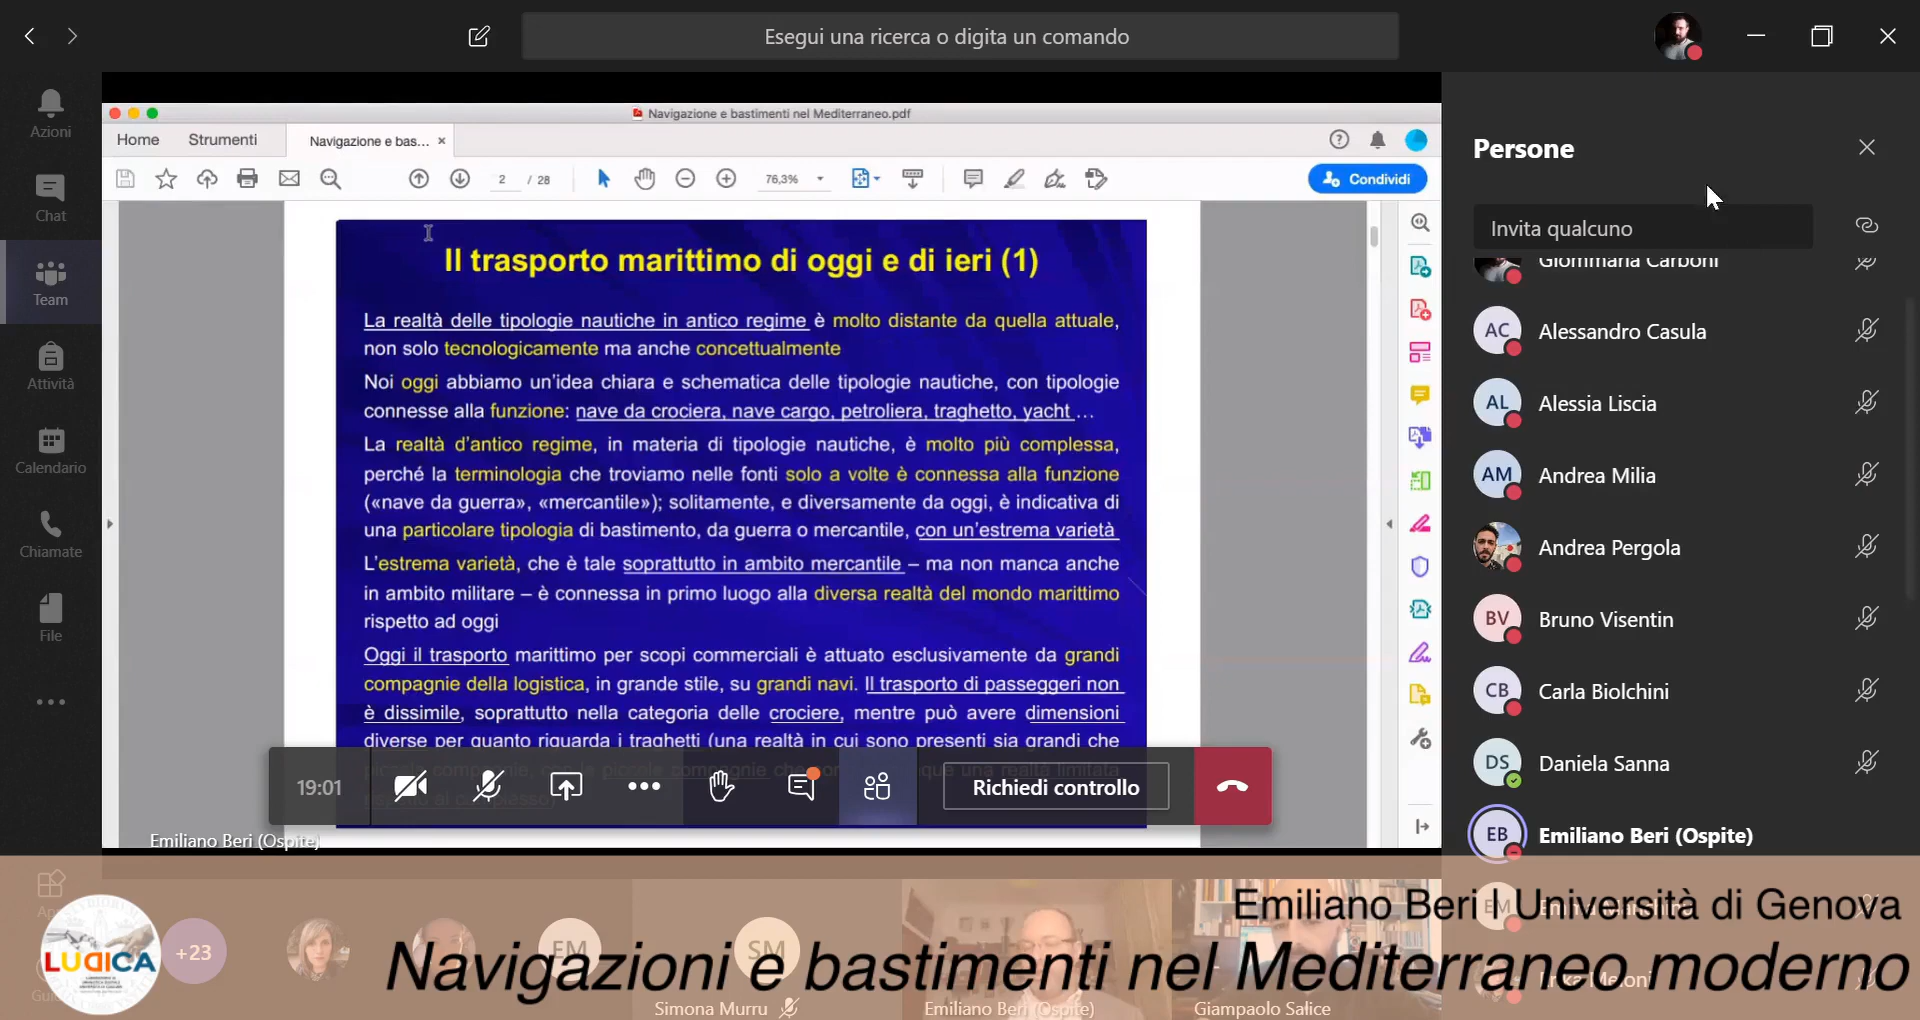 Esegui una ricerca o digita un comando
Azioni
Chat
Team
Attività
Calendario
Chiamate
File
Navigazione e bastimenti nel Mediterraneo.pdf
Home
Strumenti
Navigazione e bas... ×
2 / 28
76,3%
Condividi
Il trasporto marittimo di oggi e di ieri (1)
La realtà delle tipologie nautiche in antico regime è molto distante da quella attuale,
non solo tecnologicamente ma anche concettualmente
Noi oggi abbiamo un'idea chiara e schematica delle tipologie nautiche, con tipologie
connesse alla funzione: nave da crociera, nave cargo, petroliera, traghetto, yacht ...
La realtà d'antico regime, in materia di tipologie nautiche, è molto più complessa,
perché la terminologia che troviamo nelle fonti solo a volte è connessa alla funzione
(«nave da guerra», «mercantile»); solitamente, e diversamente da oggi, è indicativa di
una particolare tipologia di bastimento, da guerra o mercantile, con un'estrema varietà
L'estrema varietà, che è tale soprattutto in ambito mercantile – ma non manca anche
in ambito militare – è connessa in primo luogo alla diversa realtà del mondo marittimo
rispetto ad oggi
Oggi il trasporto marittimo per scopi commerciali è attuato esclusivamente da grandi
compagnie della logistica, in grande stile, su grandi navi. Il trasporto di passeggeri non
è dissimile, soprattutto nella categoria delle crociere, mentre può avere dimensioni
diverse per quanto riguarda i traghetti (una realtà in cui sono presenti sia grandi che
19:01
Richiedi controllo
Emiliano Beri (Ospite)
Persone
Invita qualcuno
Giommaria Carboni
AC Alessandro Casula
AL Alessia Liscia
AM Andrea Milia
Andrea Pergola
BV Bruno Visentin
CB Carla Biolchini
DS Daniela Sanna
EB Emiliano Beri (Ospite)
EM
Emiliano Beri | Università di Genova
Navigazioni e bastimenti nel Mediterraneo moderno
LUDICA
+23
EM
SM
Simona Murru
Emiliano Beri (Ospite)
Giampaolo Salice